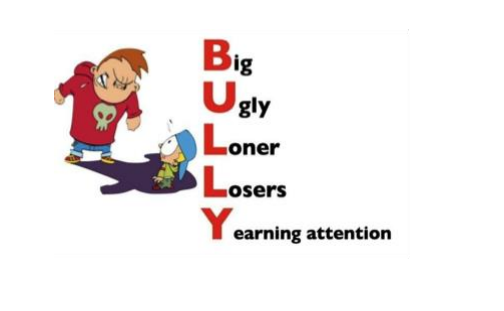 Big
Ugly
Loner
Losers
Yearning attention